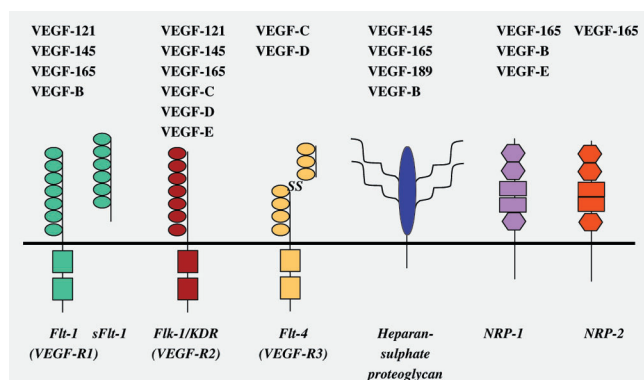 VEGF-121
VEGF-145
VEGF-165
VEGF-B
VEGF-121
VEGF-145
VEGF-165
VEGF-C
VEGF-D
VEGF-E
VEGF-C
VEGF-D
VEGF-145
VEGF-165
VEGF-189
VEGF-B
VEGF-165
VEGF-B
VEGF-E
VEGF-165
SS
Flt-1
(VEGF-R1)
sFlt-1
Flk-1/KDR
(VEGF-R2)
Flt-4
(VEGF-R3)
Heparan-
sulphate
proteoglycan
NRP-1
NRP-2